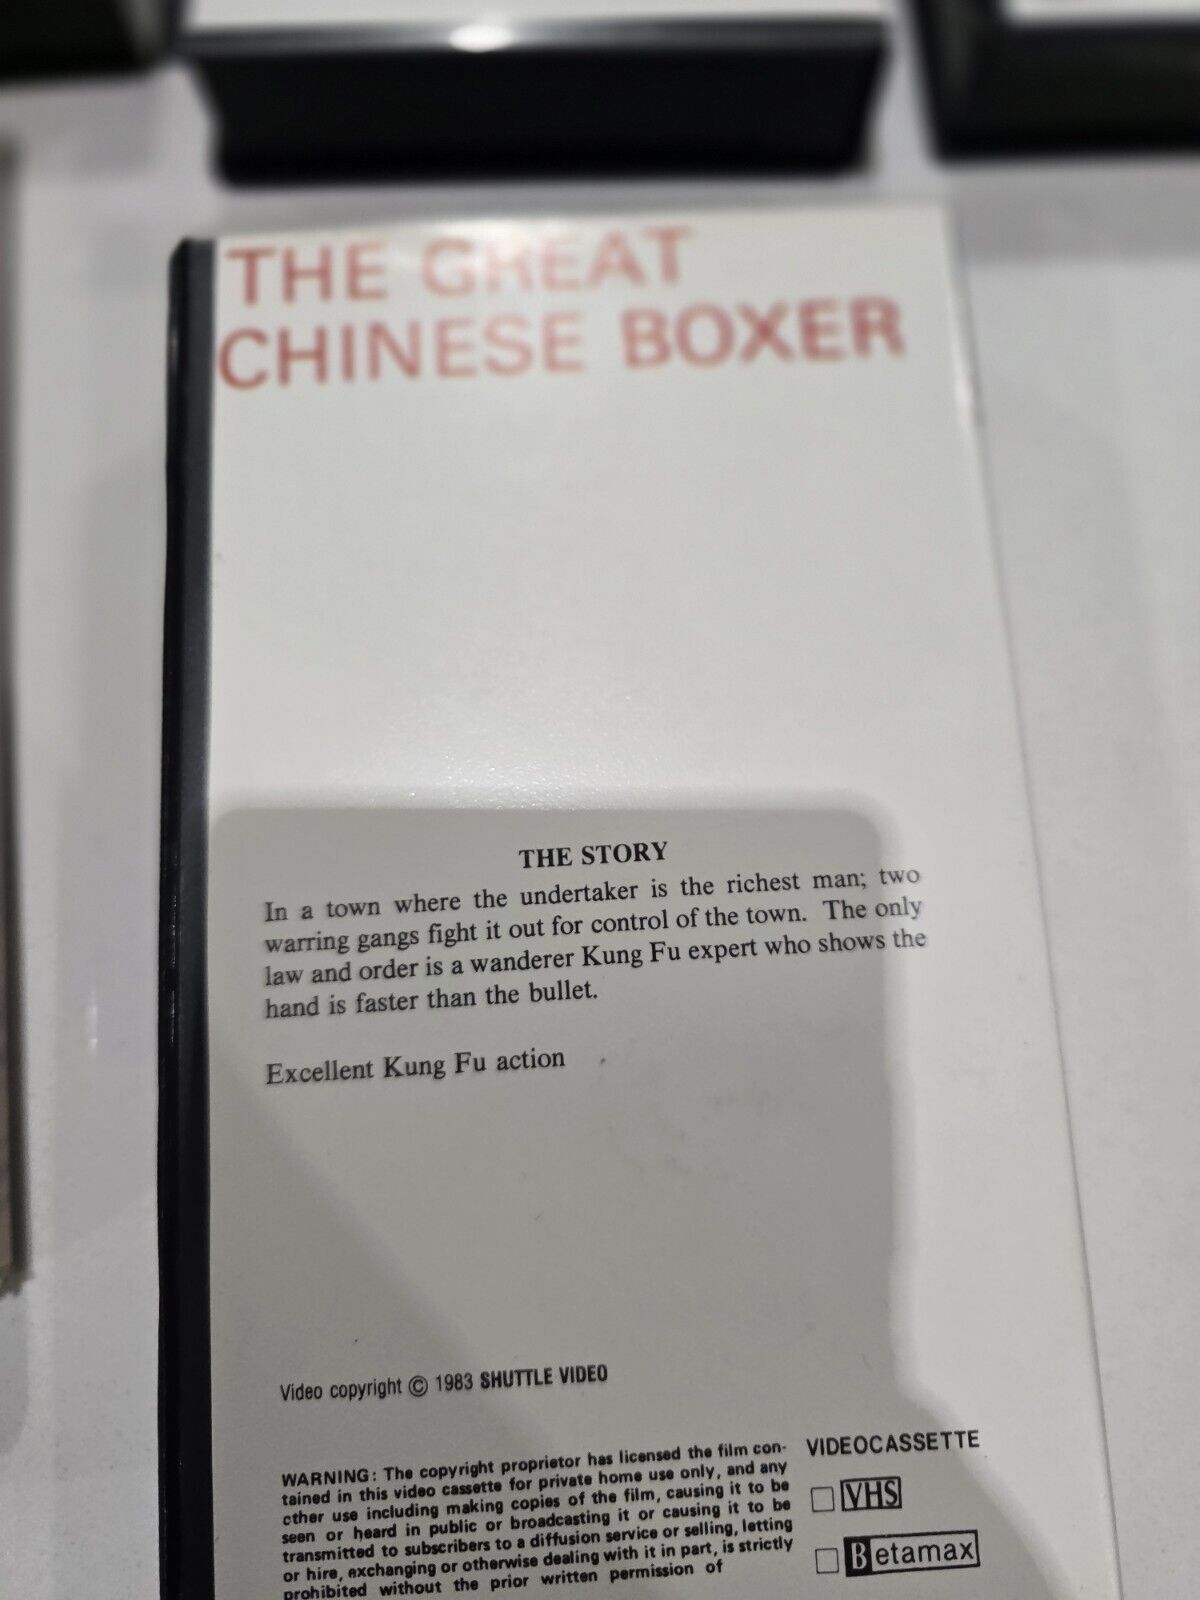 THE GREAT
CHINESE BOXER
THE STORY
In a town where the undertaker is the richest man; two
warring gangs fight it out for control of the town. The only
law and order is a wanderer Kung Fu expert who shows the
hand is faster than the bullet.
Excellent Kung Fu action
Video copyright © 1983 SHUTTLE VIDEO
WARNING: The copyright proprietor has licensed the film con-
tained in this video cassette for private home use only, and any
other use including making copies of the film, causing it to be
seen or heard in public or broadcasting it or causing it to be
transmitted to subscribers to a diffusion service or selling, letting
or hire, exchanging or otherwise dealing with it in part, is strictly
prohibited without the prior written permission of
VIDEOCASSETTE
VHS
Betamax